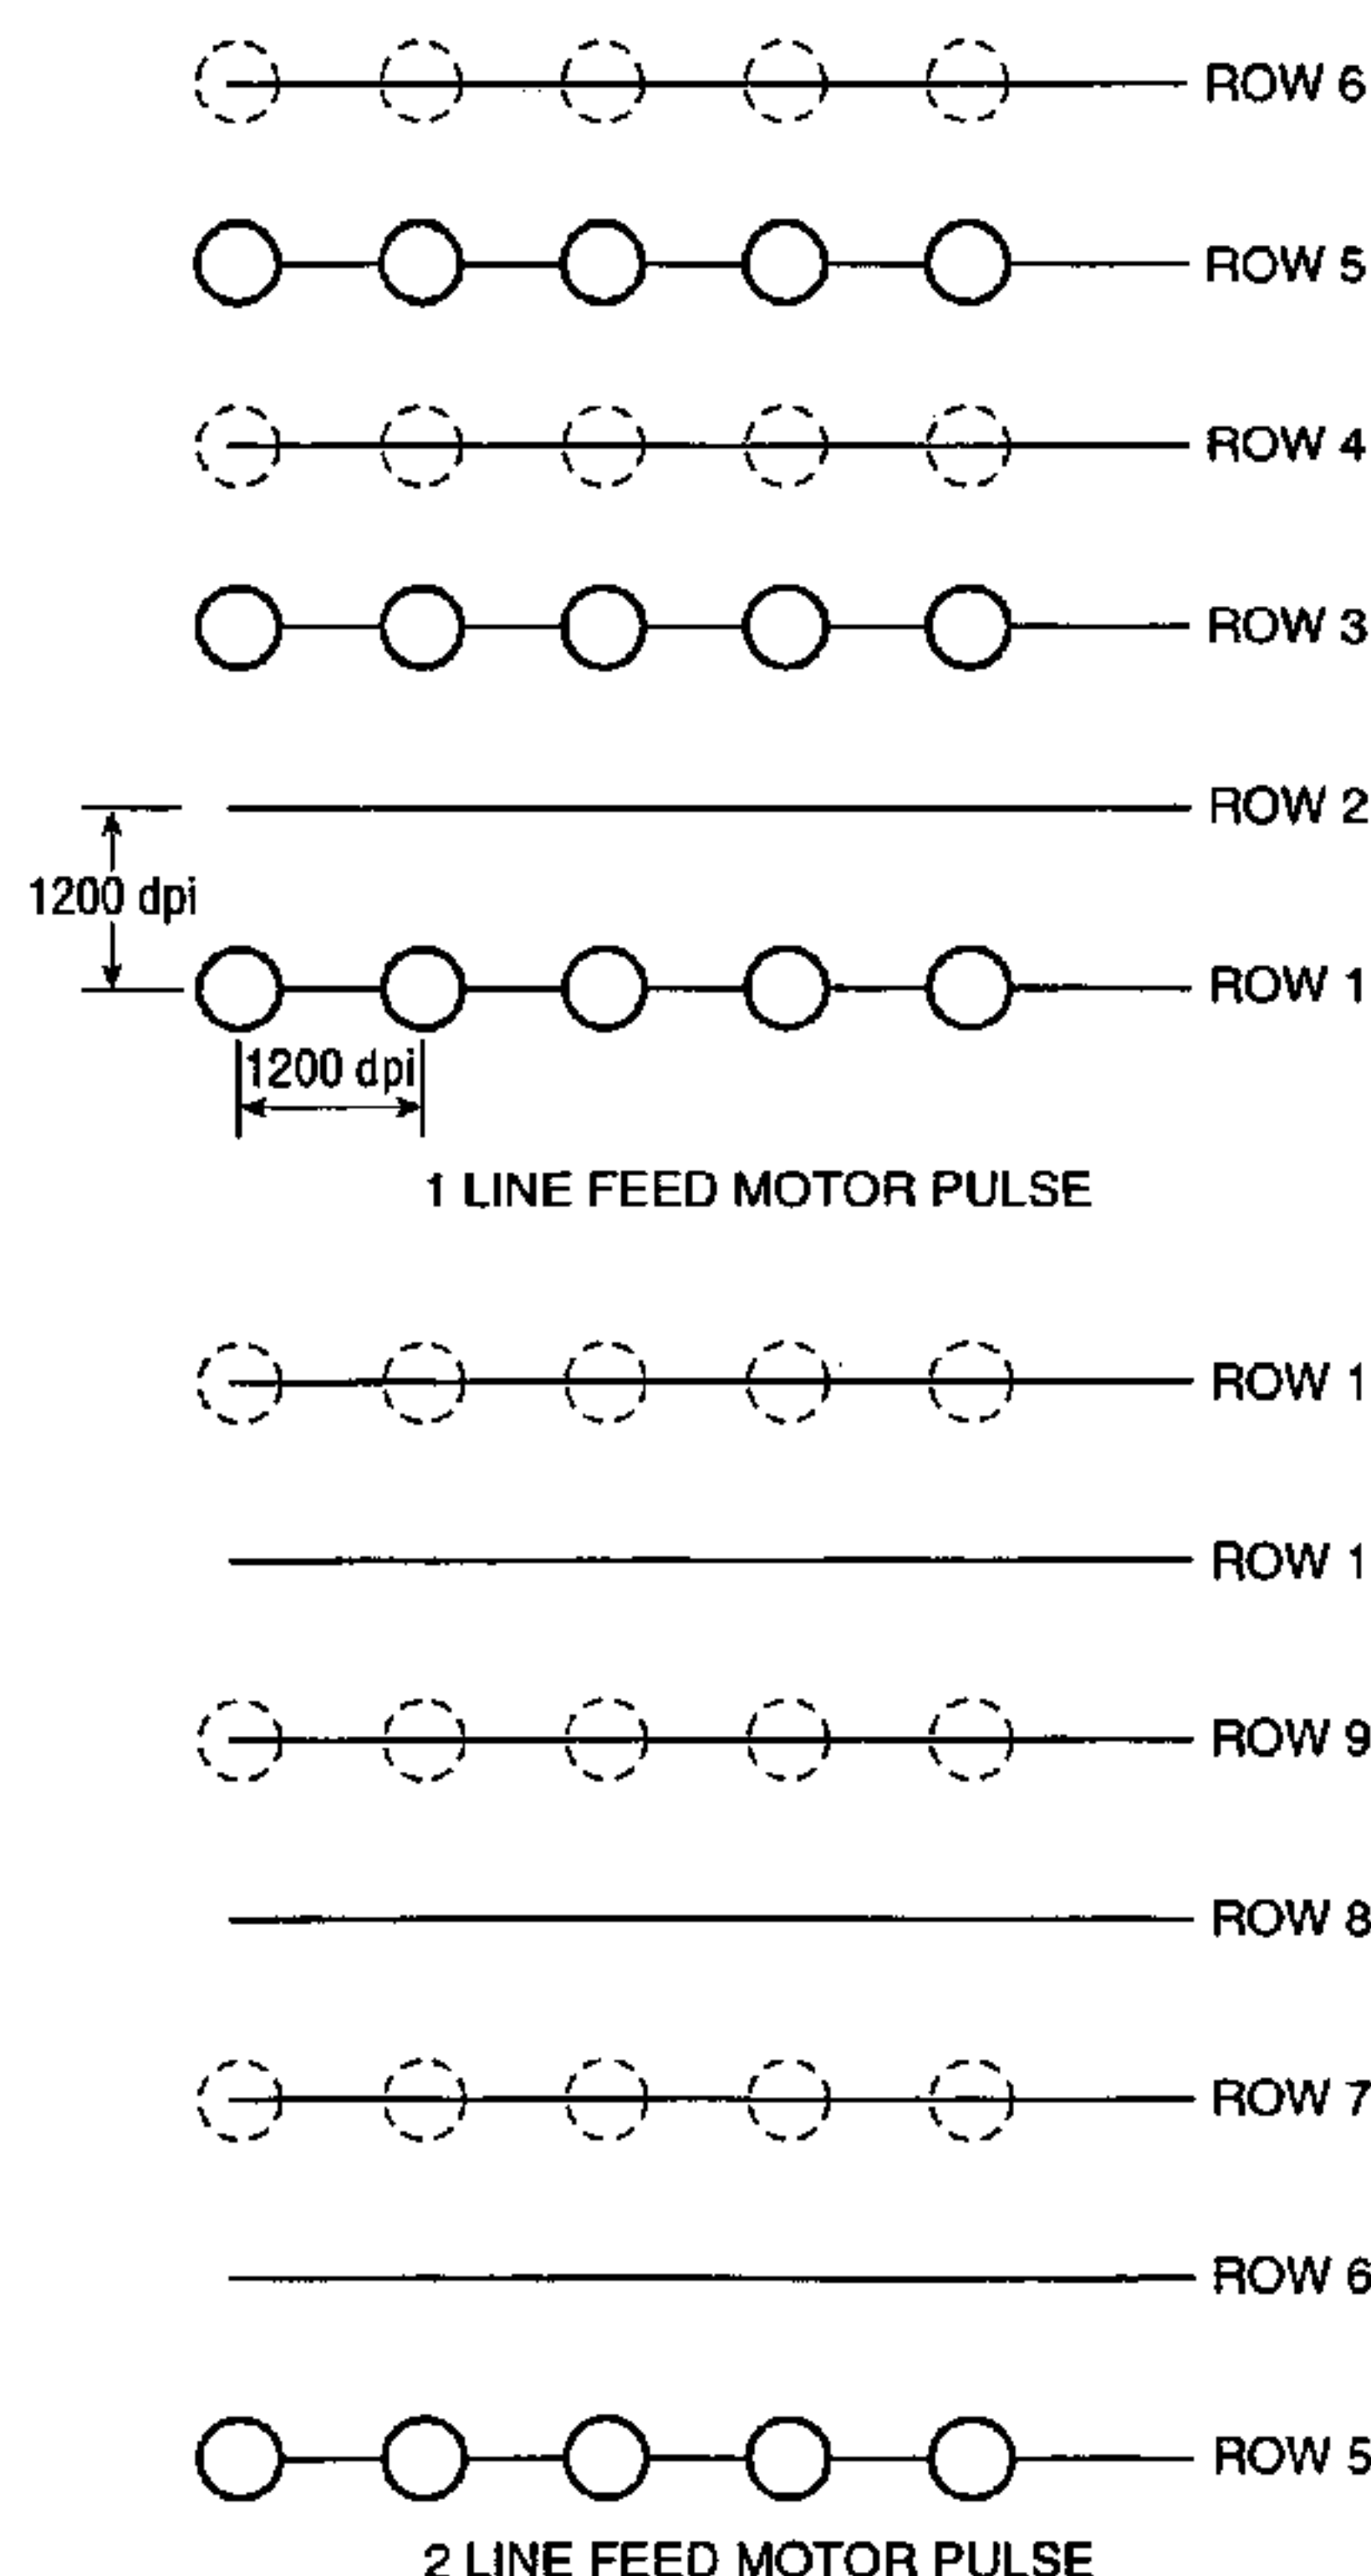 ROW 6
ROW 5
ROW 4
ROW 3
ROW 2
1200 dpi
ROW 1
1200 dpi
1 LINE FEED MOTOR PULSE
ROW 1
ROW 1
ROW 9
ROW 8
ROW 7
ROW 6
ROW 5
2 LINE FEED MOTOR PULSE